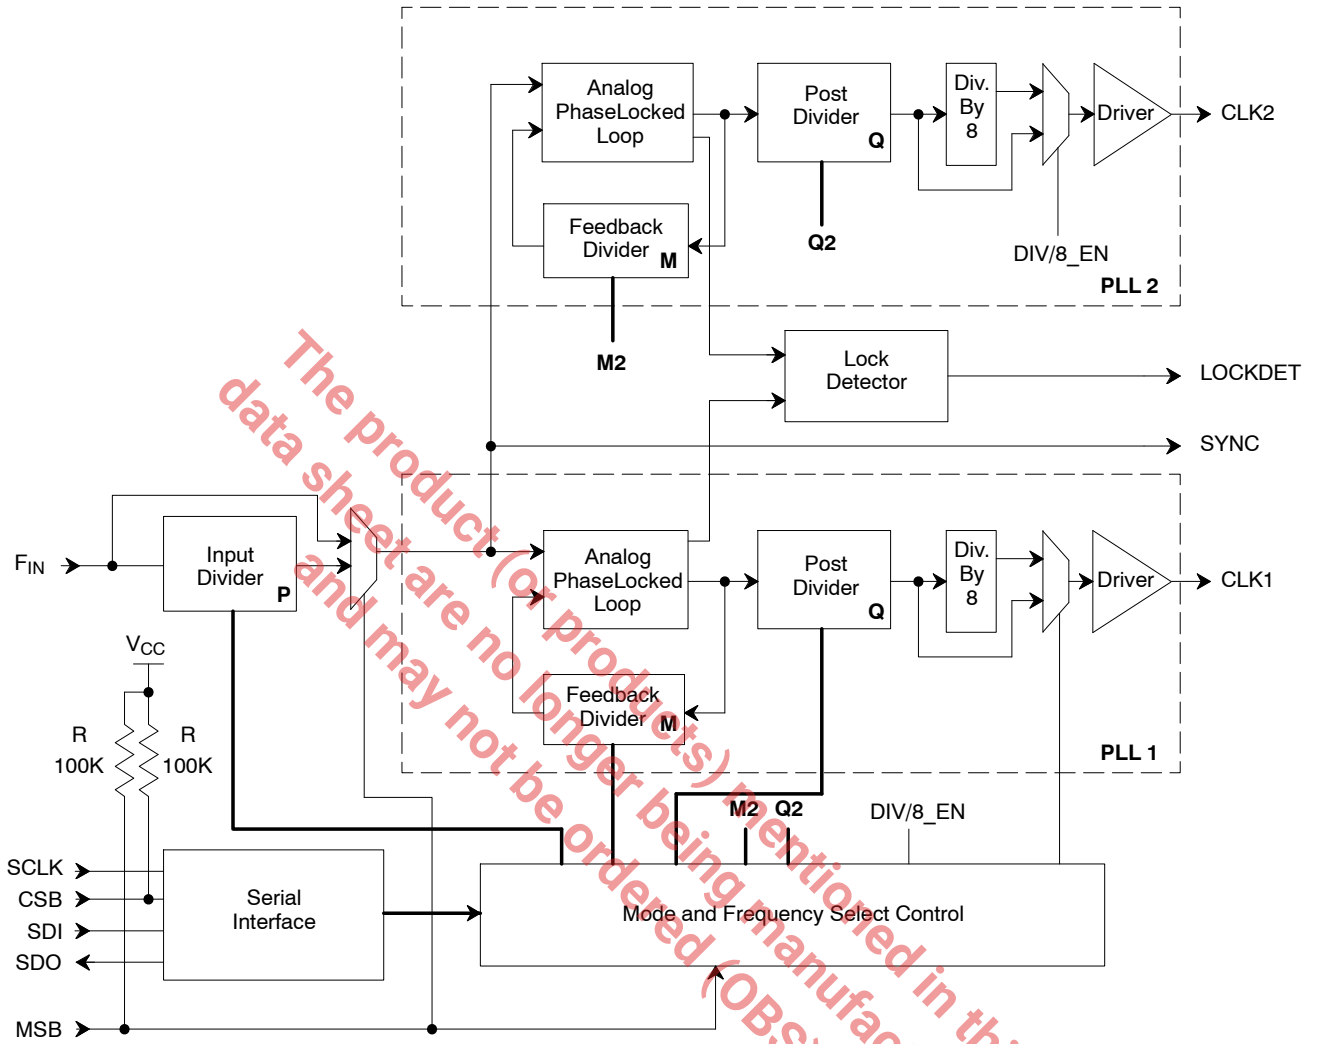 Analog
PhaseLocked
Loop
Post
Divider
Q
Div.
By
8
Driver
CLK2
Feedback
Divider
M
Q2
DIV/8_EN
PLL 2
M2
Lock
Detector
LOCKDET
SYNC
FIN
Input
Divider
P
Analog
PhaseLocked
Loop
Post
Divider
Q
Div.
By
8
Driver
CLK1
Feedback
Divider
M
PLL 1
VCC
R
100K
R
100K
M2
Q2
DIV/8_EN
SCLK
CSB
SDI
SDO
MSB
Serial
Interface
Mode and Frequency Select Control
The product (or products) mentioned in thi
data sheet are no longer being manufac
and may not be ordered (OBS